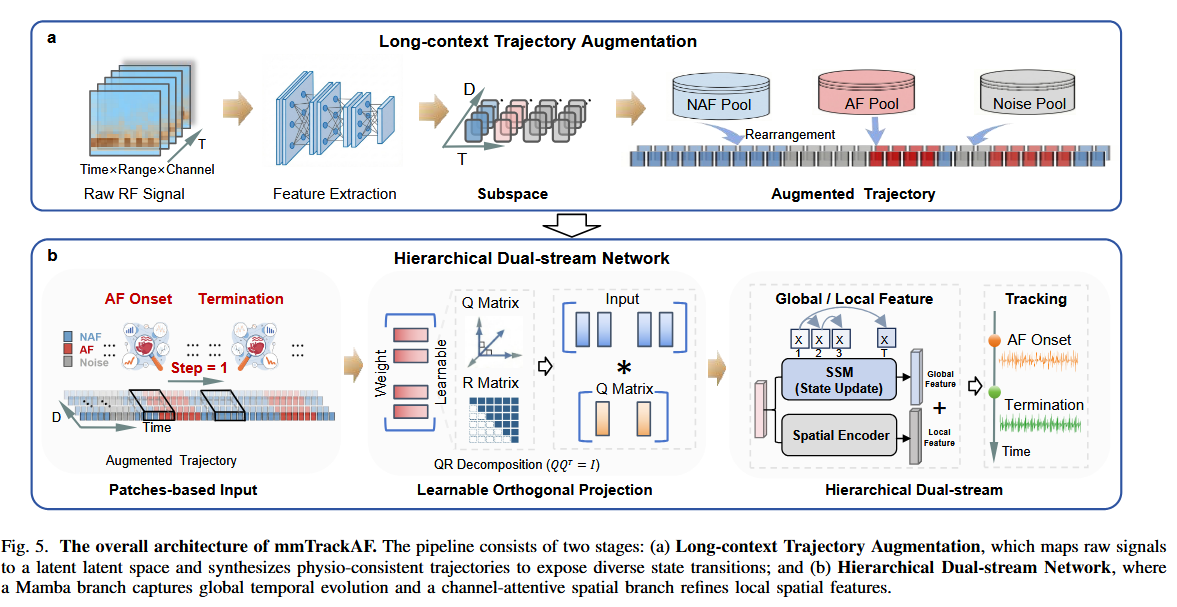 a
Long-context Trajectory Augmentation
T
Time×Range×Channel
Raw RF Signal
Feature Extraction
D
T
Subspace
NAF Pool
AF Pool
Noise Pool
Rearrangement
Augmented Trajectory
b
Hierarchical Dual-stream Network
AF Onset Termination
NAF
AF
Noise
... ... ... ...
Step = 1
D
Time
Augmented Trajectory
Patches-based Input
Weight
Learnable
Q Matrix
R Matrix
Input
*
Q Matrix
QR Decomposition (QQᵀ = I)
Learnable Orthogonal Projection
Global / Local Feature
X X X X
1 2 3 T
SSM
(State Update)
Spatial Encoder
Global
Feature
+
Local
Feature
Hierarchical Dual-stream
Tracking
AF Onset
Termination
Time
Fig. 5. The overall architecture of mmTrackAF. The pipeline consists of two stages: (a) Long-context Trajectory Augmentation, which maps raw signals
to a latent latent space and synthesizes physio-consistent trajectories to expose diverse state transitions; and (b) Hierarchical Dual-stream Network, where
a Mamba branch captures global temporal evolution and a channel-attentive spatial branch refines local spatial features.